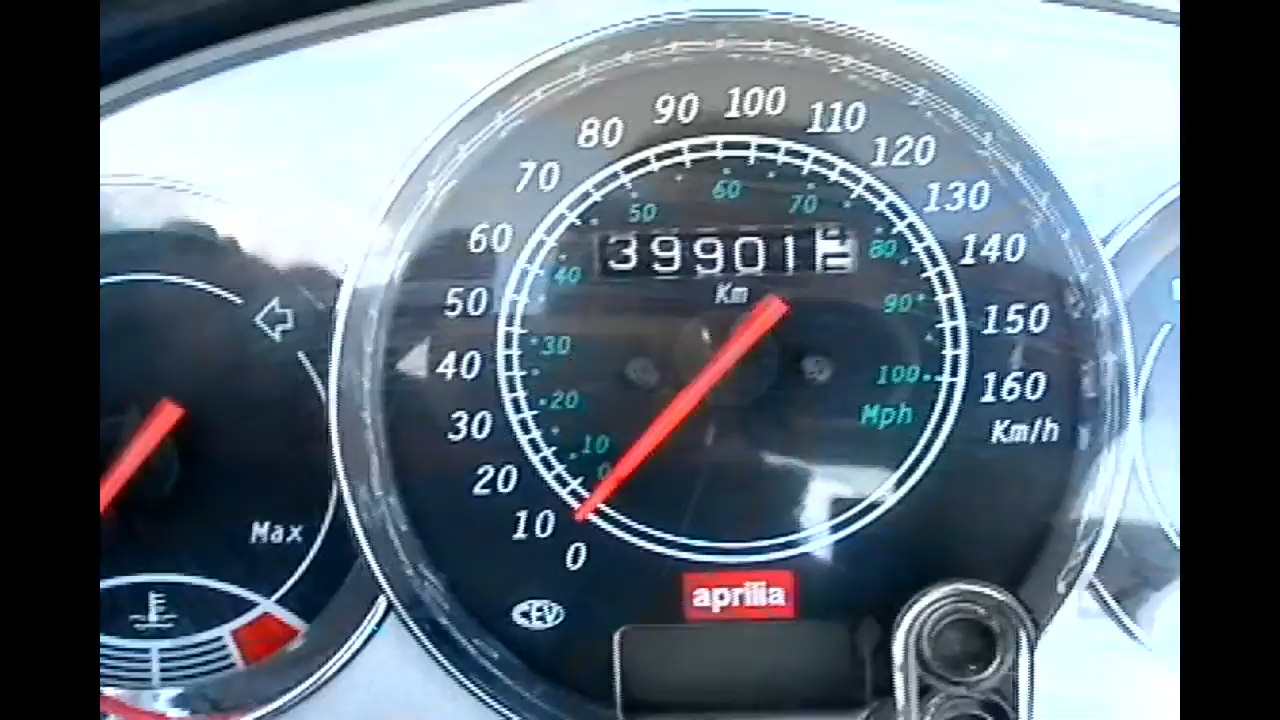 0 10 20 30 40 50 60 70 80 90 100 110 120 130 140 150 160
Km/h
0 10 20 30 40 50 60 70 80 90 100
Mph
39901
Km
Max
CEV
aprilia